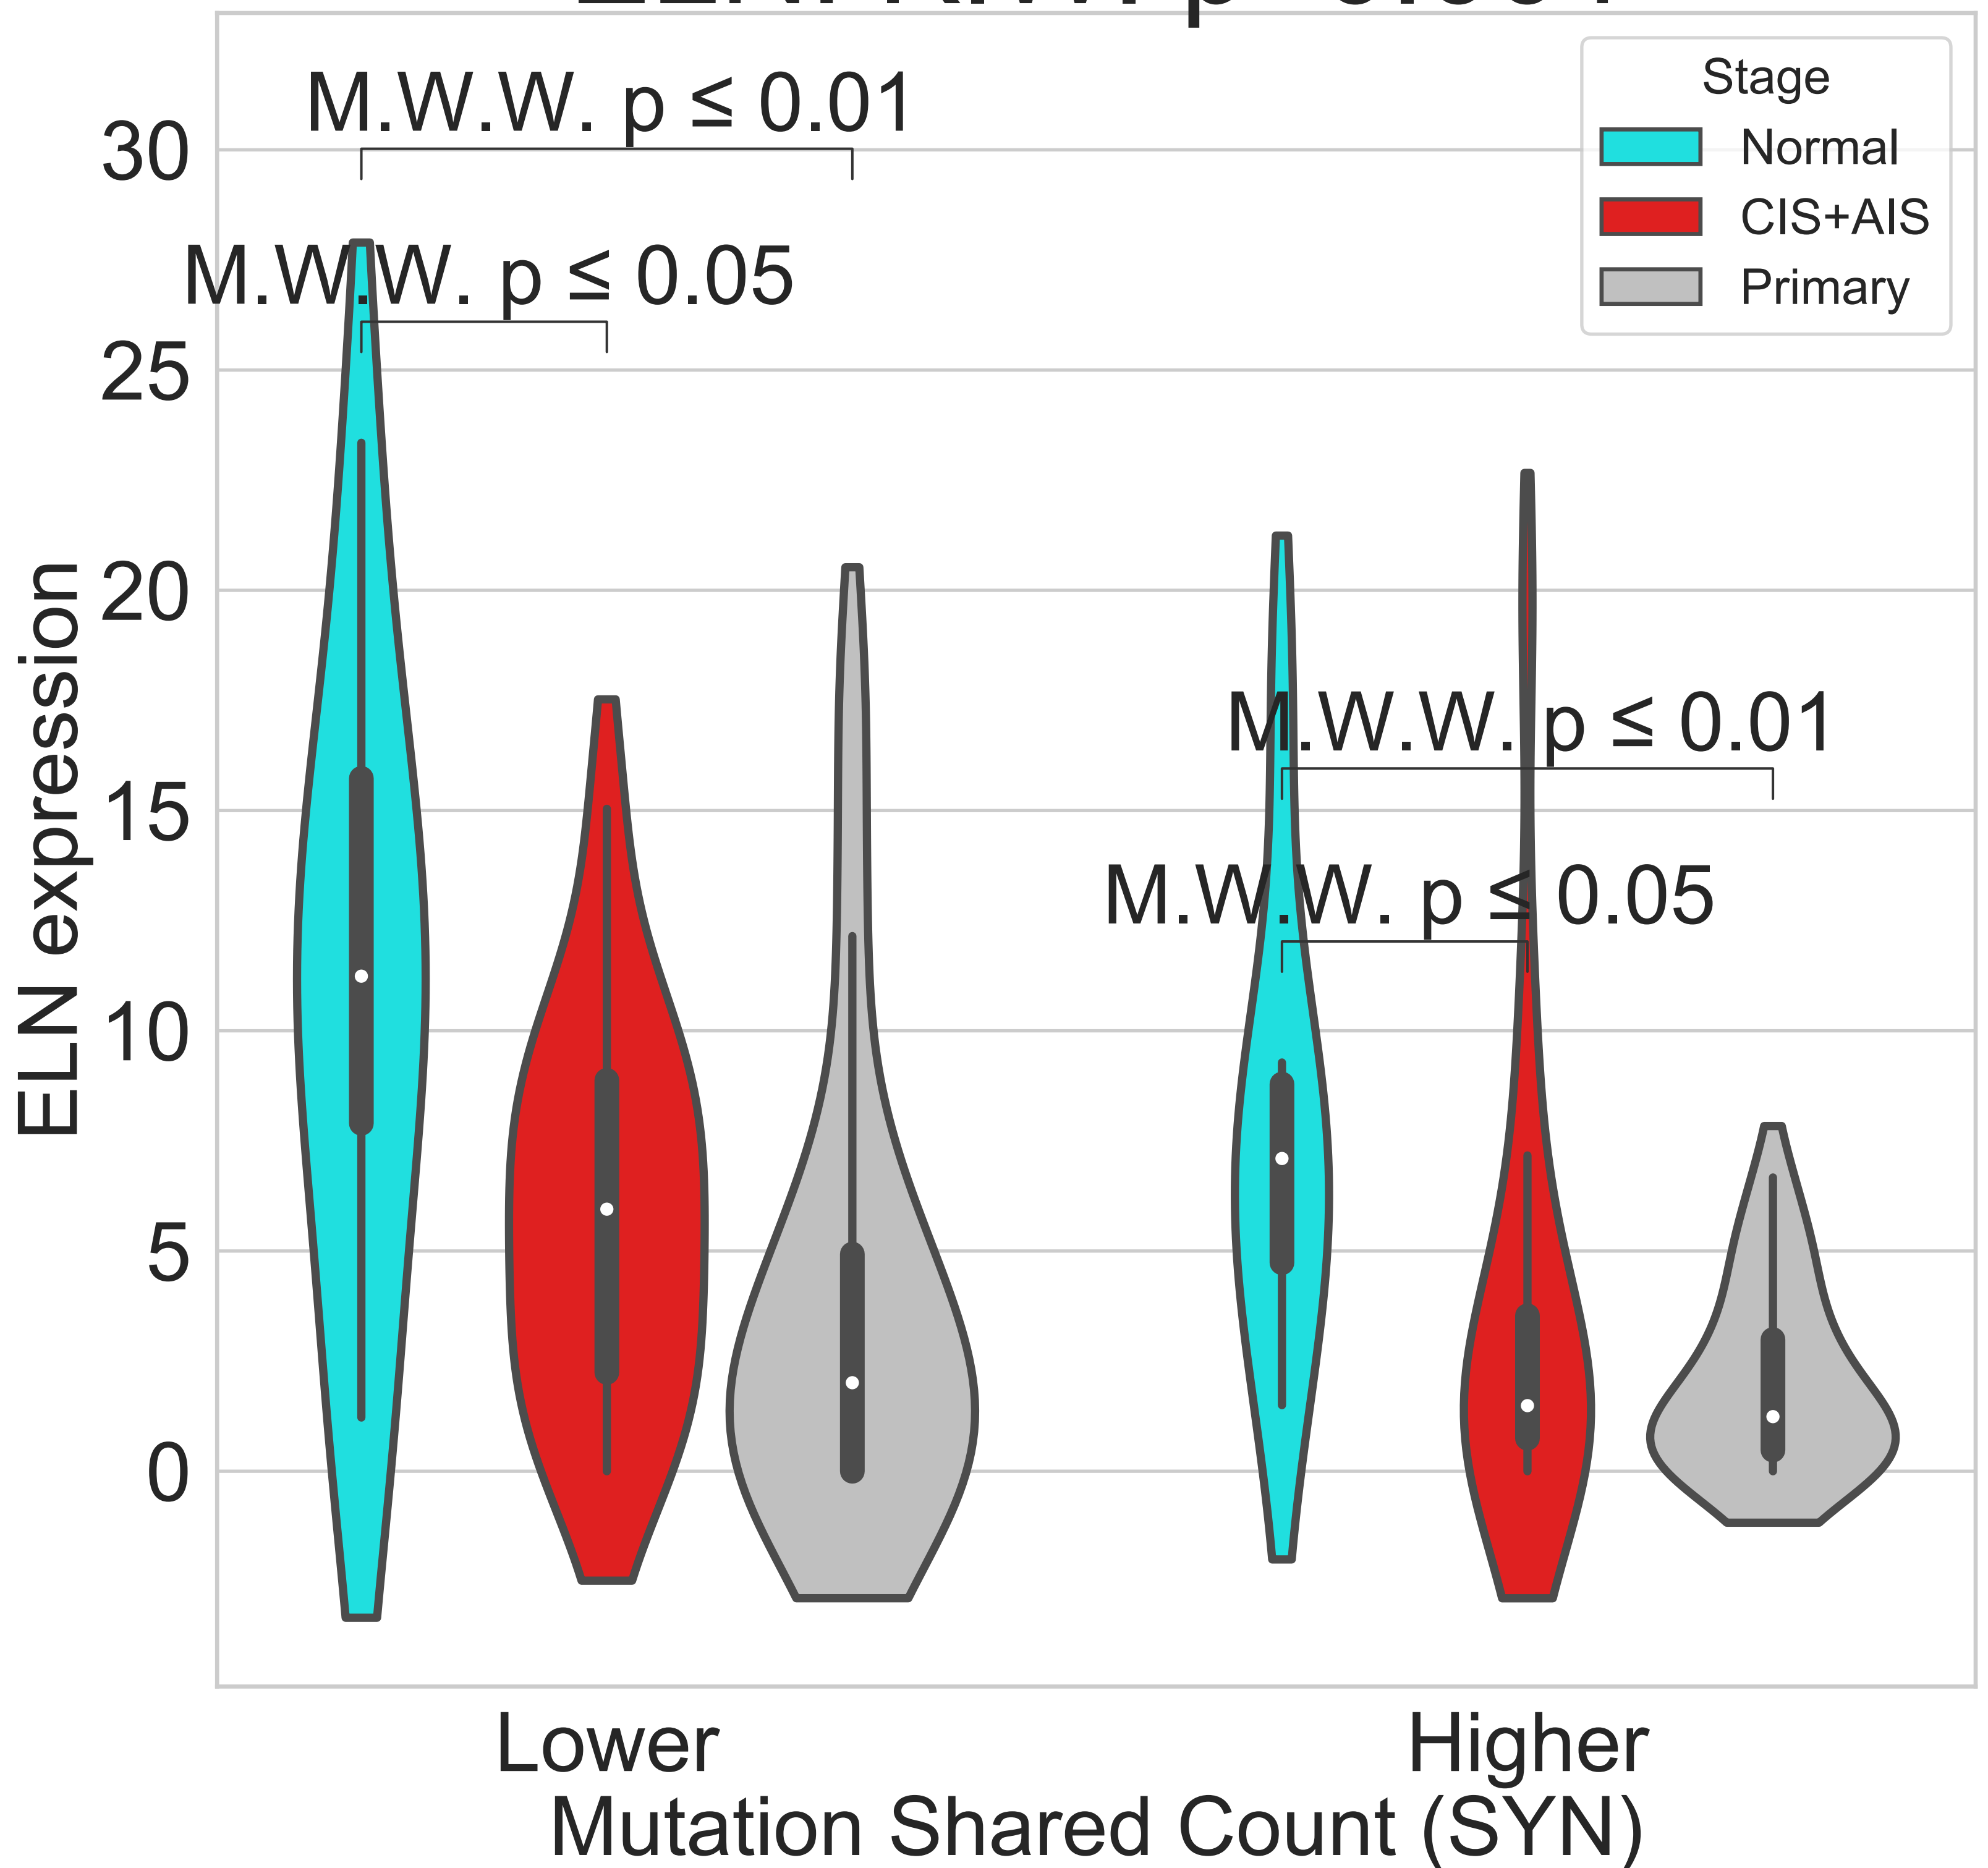 Stage
Normal
CIS+AIS
Primary
M.W.W. p ≤ 0.01
M.W.W. p ≤ 0.05
M.W.W. p ≤ 0.01
M.W.W. p ≤ 0.05
30
25
20
15
10
5
0
ELN expression
Lower
Higher
Mutation Shared Count (SYN)